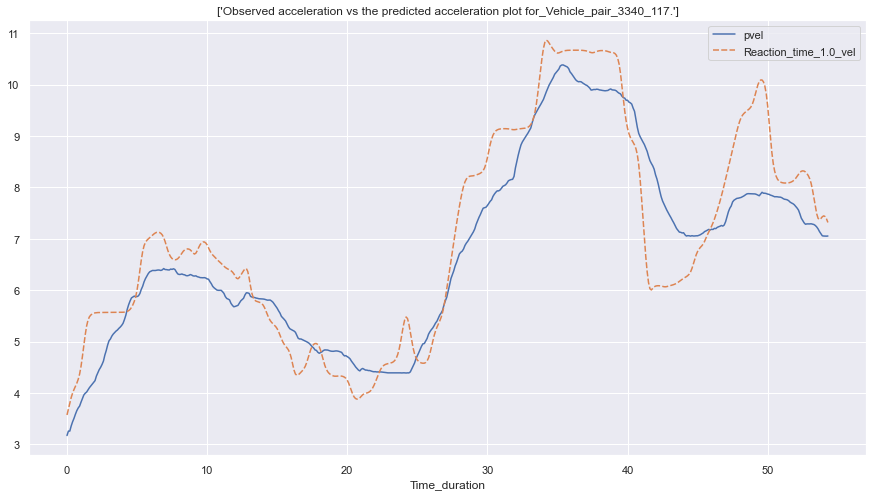 ['Observed acceleration vs the predicted acceleration plot for_Vehicle_pair_3340_117.']
pvel
Reaction_time_1.0_vel
11
10
9
8
7
6
5
4
3
0 10 20 30 40 50
Time_duration